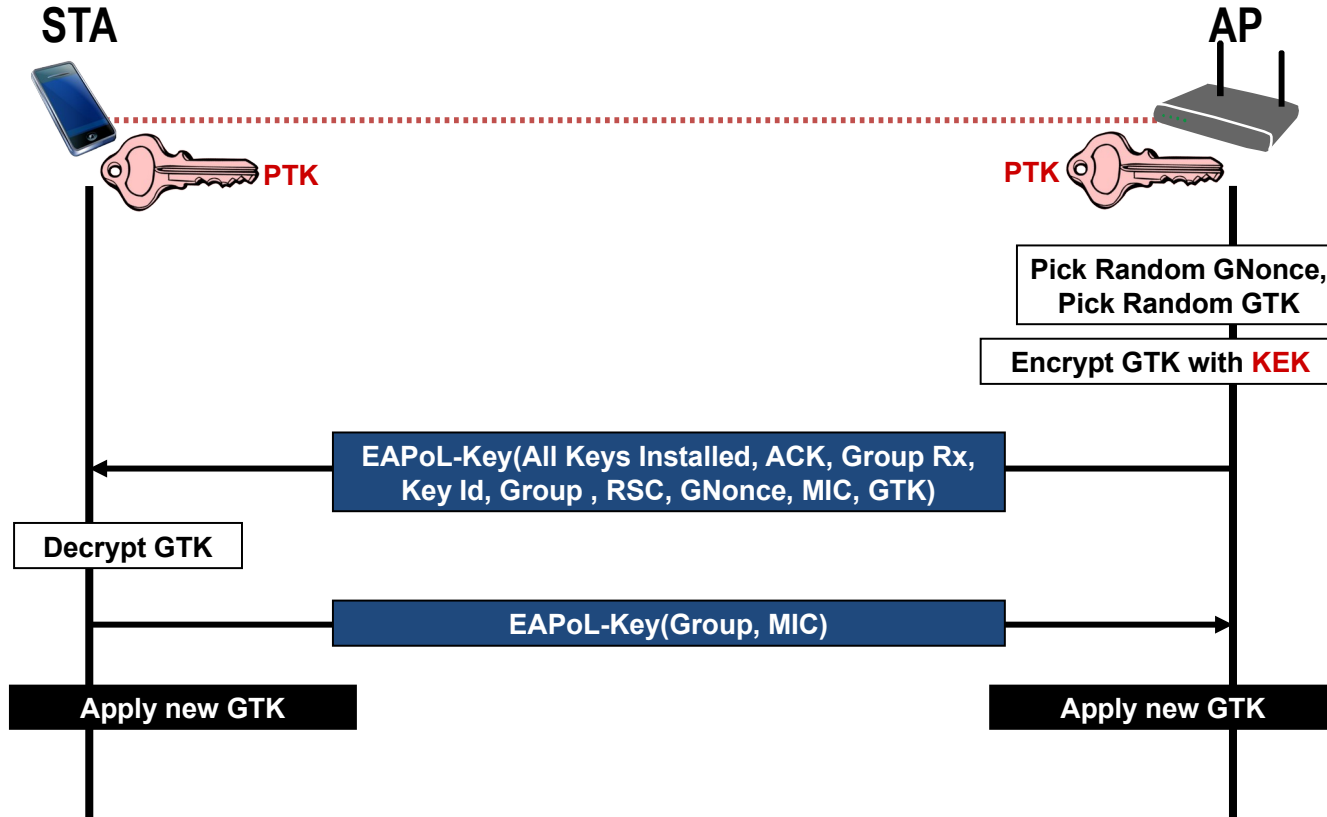 STA
AP
PTK
PTK
Pick Random GNonce,
Pick Random GTK
Encrypt GTK with KEK
EAPoL-Key(All Keys Installed, ACK, Group Rx,
Key Id, Group , RSC, GNonce, MIC, GTK)
Decrypt GTK
EAPoL-Key(Group, MIC)
Apply new GTK
Apply new GTK